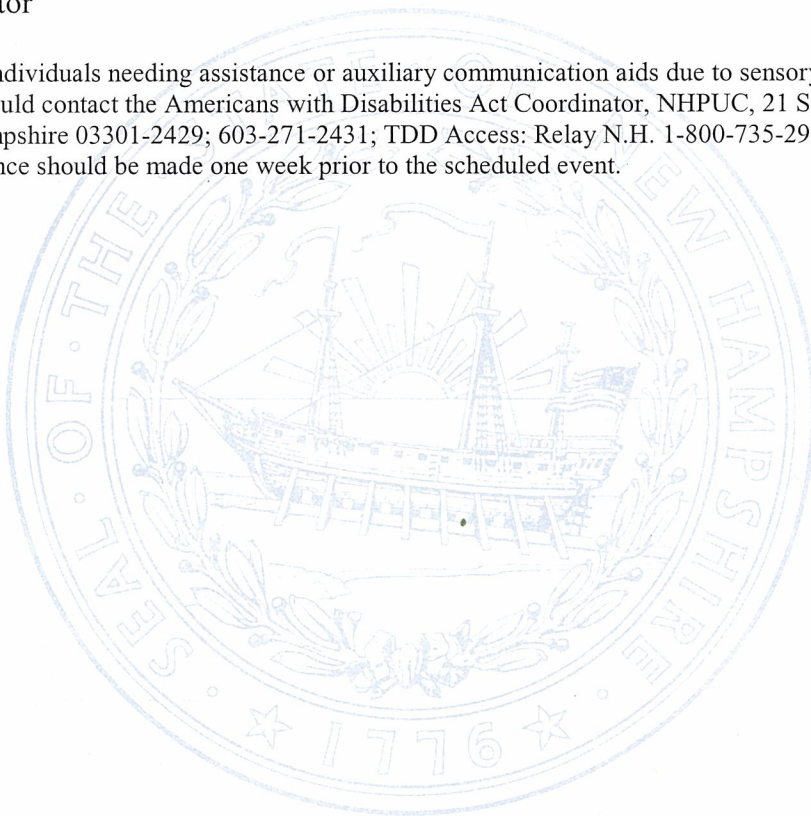 tor
ndividuals needing assistance or auxiliary communication aids due to sensory
uld contact the Americans with Disabilities Act Coordinator, NHPUC, 21 S
mpshire 03301-2429; 603-271-2431; TDD Access: Relay N.H. 1-800-735-29
nce should be made one week prior to the scheduled event.
SEAL · OF · THE STATE OF NEW HAMPSHIRE
1776